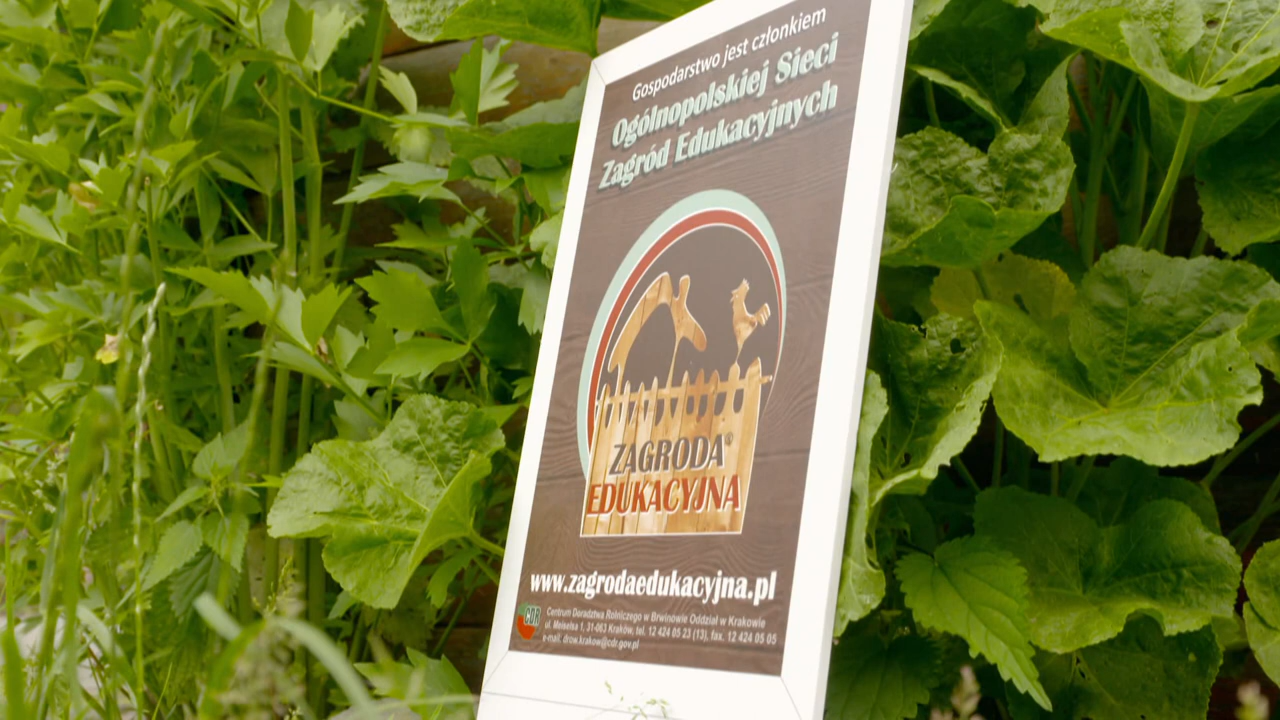 Gospodarstwo jest członkiem
Ogólnopolskiej Sieci
Zagród Edukacyjnych
ZAGRODA®
EDUKACYJNA
www.zagrodaedukacyjna.pl
CDR
Centrum Doradztwa Rolniczego w Brwinowie Oddział w Krakowie
ul. Meiselsa 1, 31-063 Kraków, tel. 12 424 05 23 (13), fax. 12 424 05 05
e-mail. drow.krakow@cdr.gov.pl